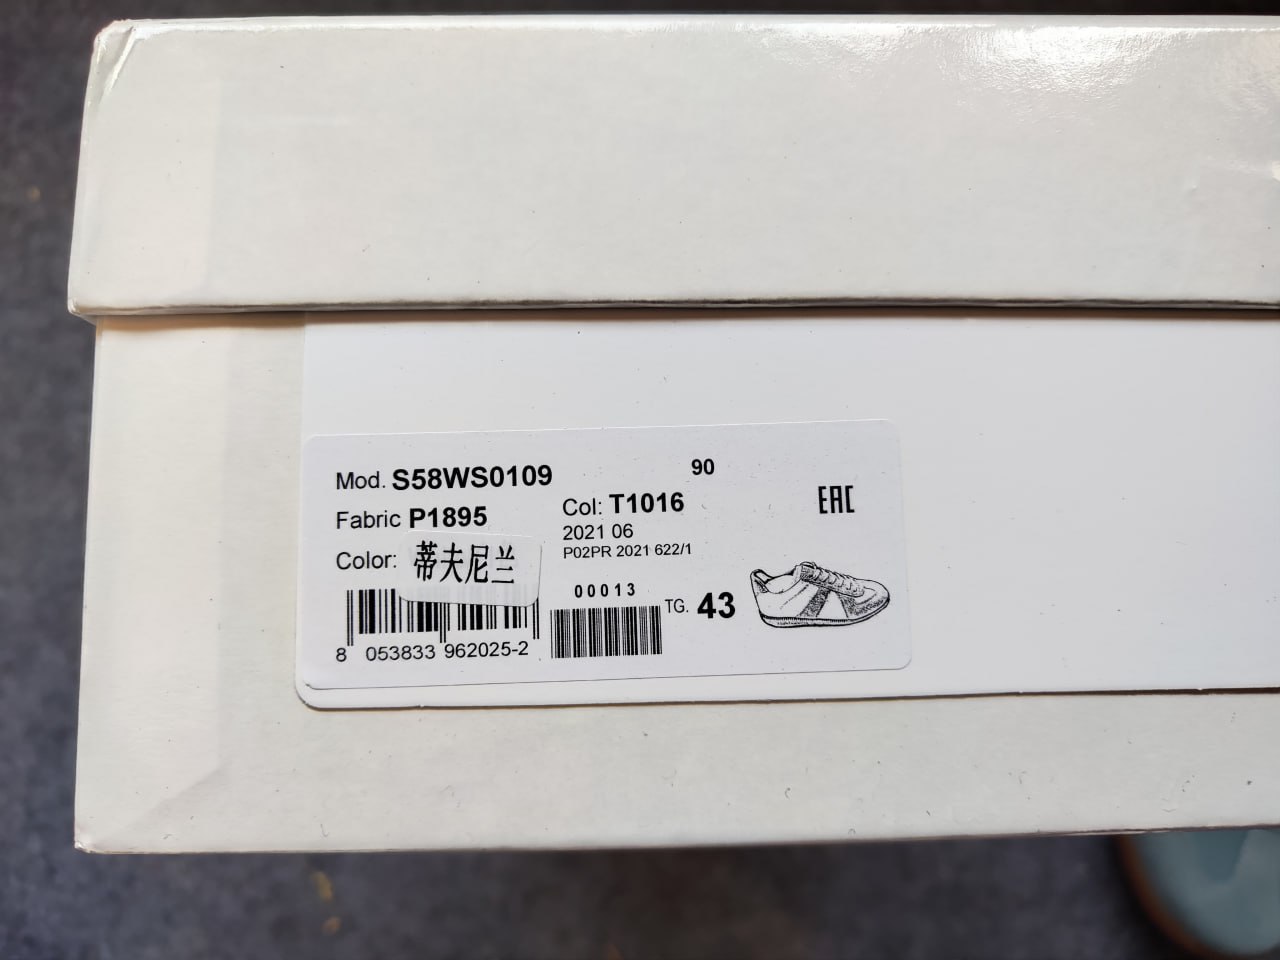 Mod. S58WS0109
90
Fabric P1895
Col: T1016
EAC
2021 06
Color: 蒂夫尼兰
P02PR 2021 622/1
00013
TG. 43
8 053833 962025-2